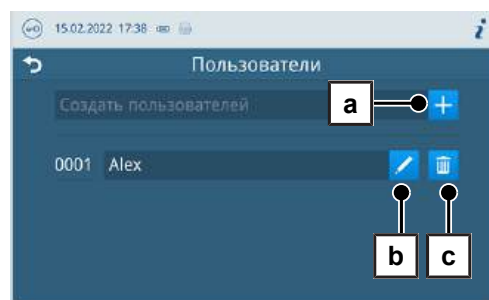 15.02.2022 17:38 i
Пользователи
Создать пользователей a +
0001 Alex
b c